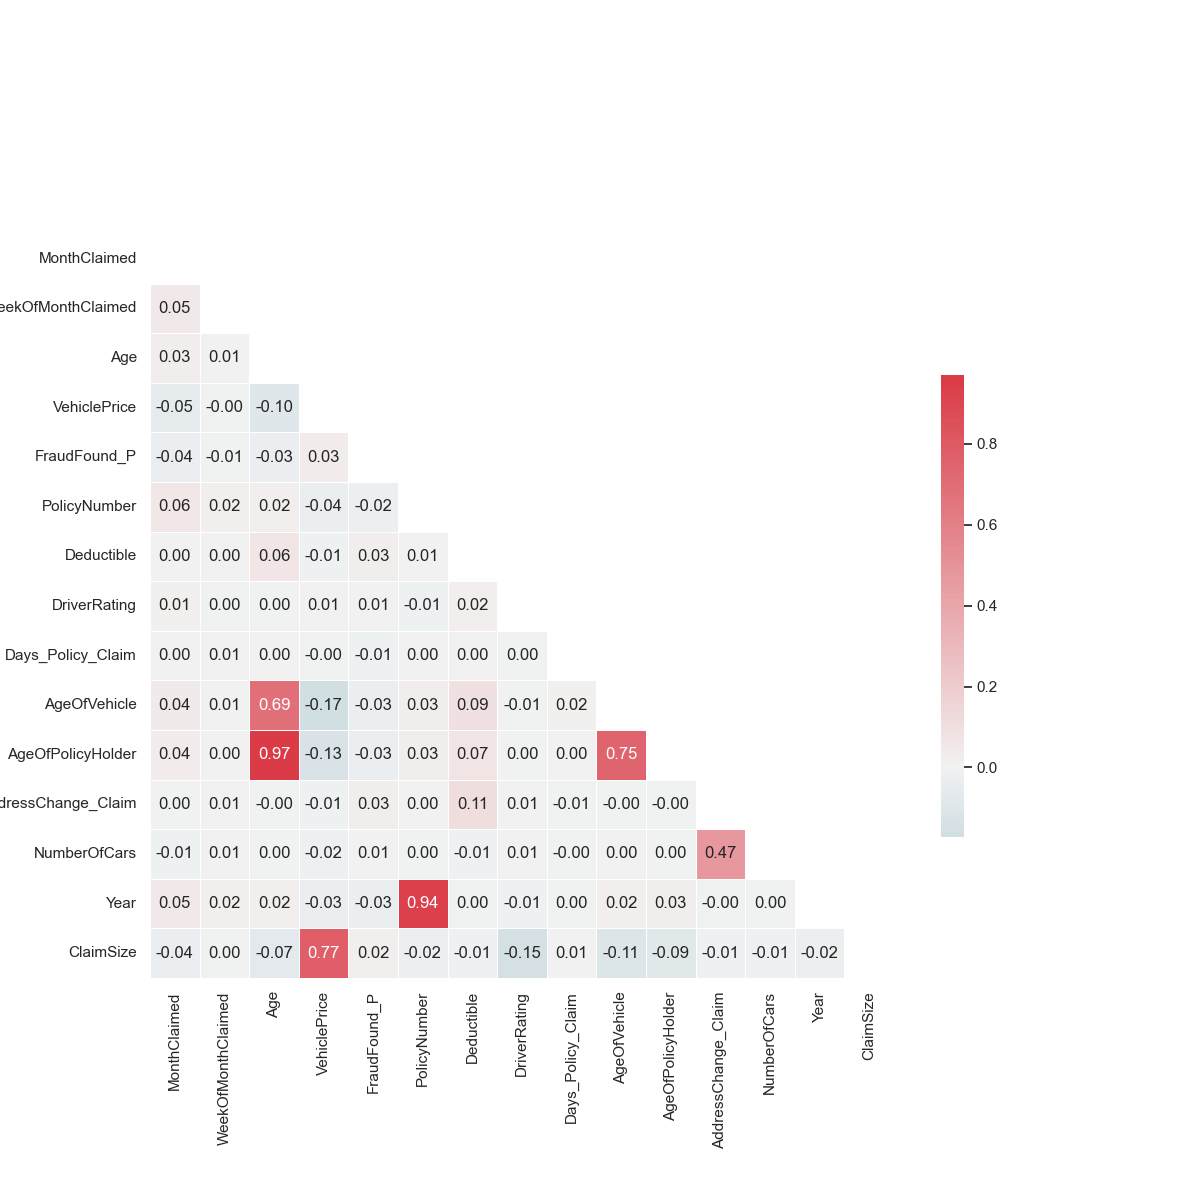 MonthClaimed
eekOfMonthClaimed 0.05
Age 0.03 0.01
VehiclePrice -0.05 -0.00 -0.10
FraudFound_P -0.04 -0.01 -0.03 0.03
PolicyNumber 0.06 0.02 0.02 -0.04 -0.02
Deductible 0.00 0.00 0.06 -0.01 0.03 0.01
DriverRating 0.01 0.00 0.00 0.01 0.01 -0.01 0.02
Days_Policy_Claim 0.00 0.01 0.00 -0.00 -0.01 0.00 0.00 0.00
AgeOfVehicle 0.04 0.01 0.69 -0.17 -0.03 0.03 0.09 -0.01 0.02
AgeOfPolicyHolder 0.04 0.00 0.97 -0.13 -0.03 0.03 0.07 0.00 0.00 0.75
dressChange_Claim 0.00 0.01 -0.00 -0.01 0.03 0.00 0.11 0.01 -0.01 -0.00 -0.00
NumberOfCars -0.01 0.01 0.00 -0.02 0.01 0.00 -0.01 0.01 -0.00 0.00 0.00 0.47
Year 0.05 0.02 0.02 -0.03 -0.03 0.94 0.00 -0.01 0.00 0.02 0.03 -0.00 0.00
ClaimSize -0.04 0.00 -0.07 0.77 0.02 -0.02 -0.01 -0.15 0.01 -0.11 -0.09 -0.01 -0.01 -0.02
MonthClaimed
WeekOfMonthClaimed
Age
VehiclePrice
FraudFound_P
PolicyNumber
Deductible
DriverRating
Days_Policy_Claim
AgeOfVehicle
AgeOfPolicyHolder
AddressChange_Claim
NumberOfCars
Year
ClaimSize
0.8
0.6
0.4
0.2
0.0